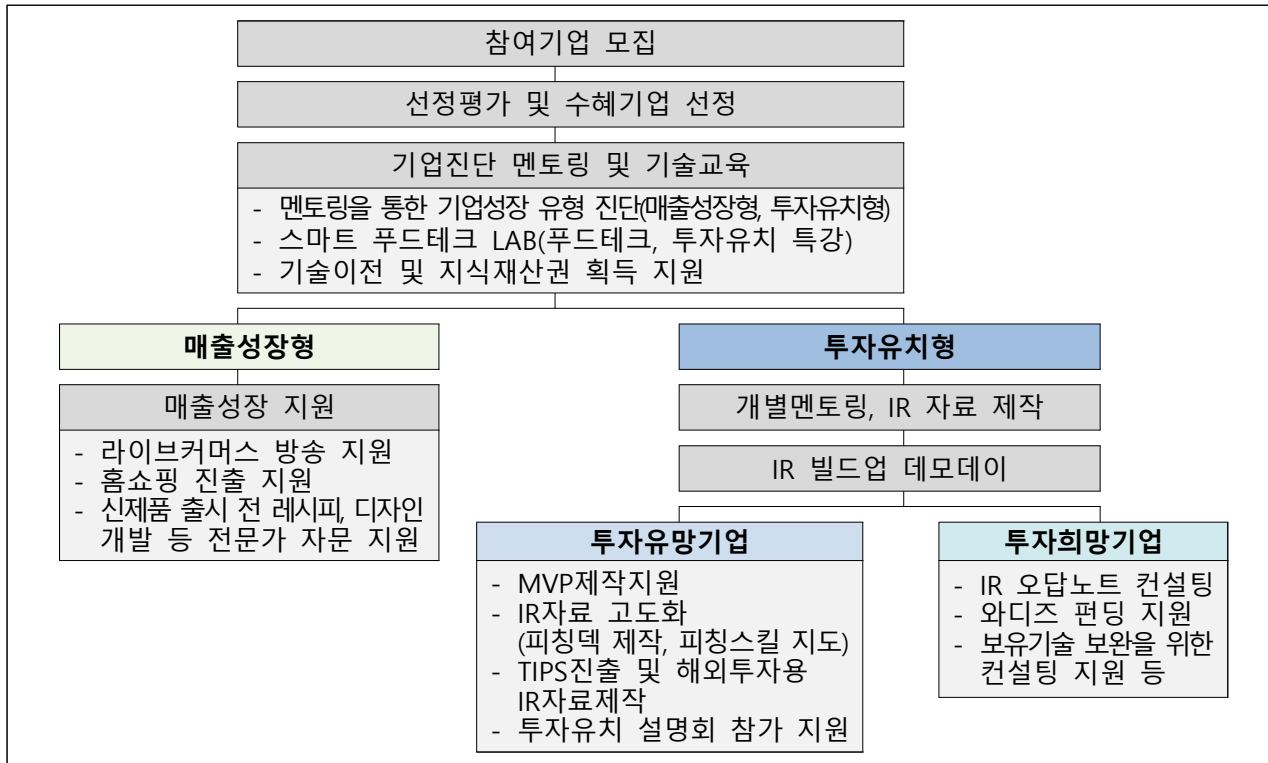 참여기업 모집
선정평가 및 수혜기업 선정
기업진단 멘토링 및 기술교육
- 멘토링을 통한 기업성장 유형 진단(매출성장형, 투자유치형)
- 스마트 푸드테크 LAB(푸드테크, 투자유치 특강)
- 기술이전 및 지식재산권 획득 지원
매출성장형
매출성장 지원
- 라이브커머스 방송 지원
- 홈쇼핑 진출 지원
- 신제품 출시 전 레시피, 디자인
개발 등 전문가 자문 지원
투자유치형
개별멘토링, IR 자료 제작
IR 빌드업 데모데이
투자유망기업
- MVP제작지원
- IR자료 고도화
(피칭덱 제작, 피칭스킬 지도)
- TIPS진출 및 해외투자용
IR자료제작
- 투자유치 설명회 참가 지원
투자희망기업
- IR 오답노트 컨설팅
- 와디즈 펀딩 지원
- 보유기술 보완을 위한
컨설팅 지원 등